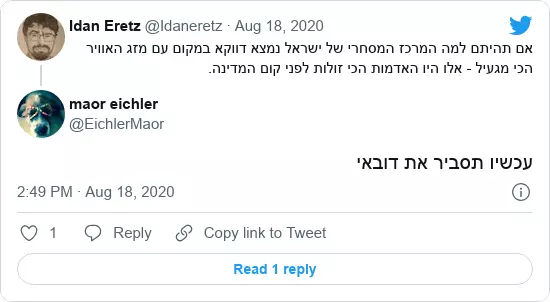 Idan Eretz @Idaneretz · Aug 18, 2020
אם תהיתם למה המרכז המסחרי של ישראל נמצא דווקא במקום עם מזג האוויר
הכי מגעיל - אלו היו האדמות הכי זולות לפני קום המדינה.
maor eichler
@EichlerMaor
עכשיו תסביר את דובאי
2:49 PM · Aug 18, 2020
1 Reply Copy link to Tweet
Read 1 reply